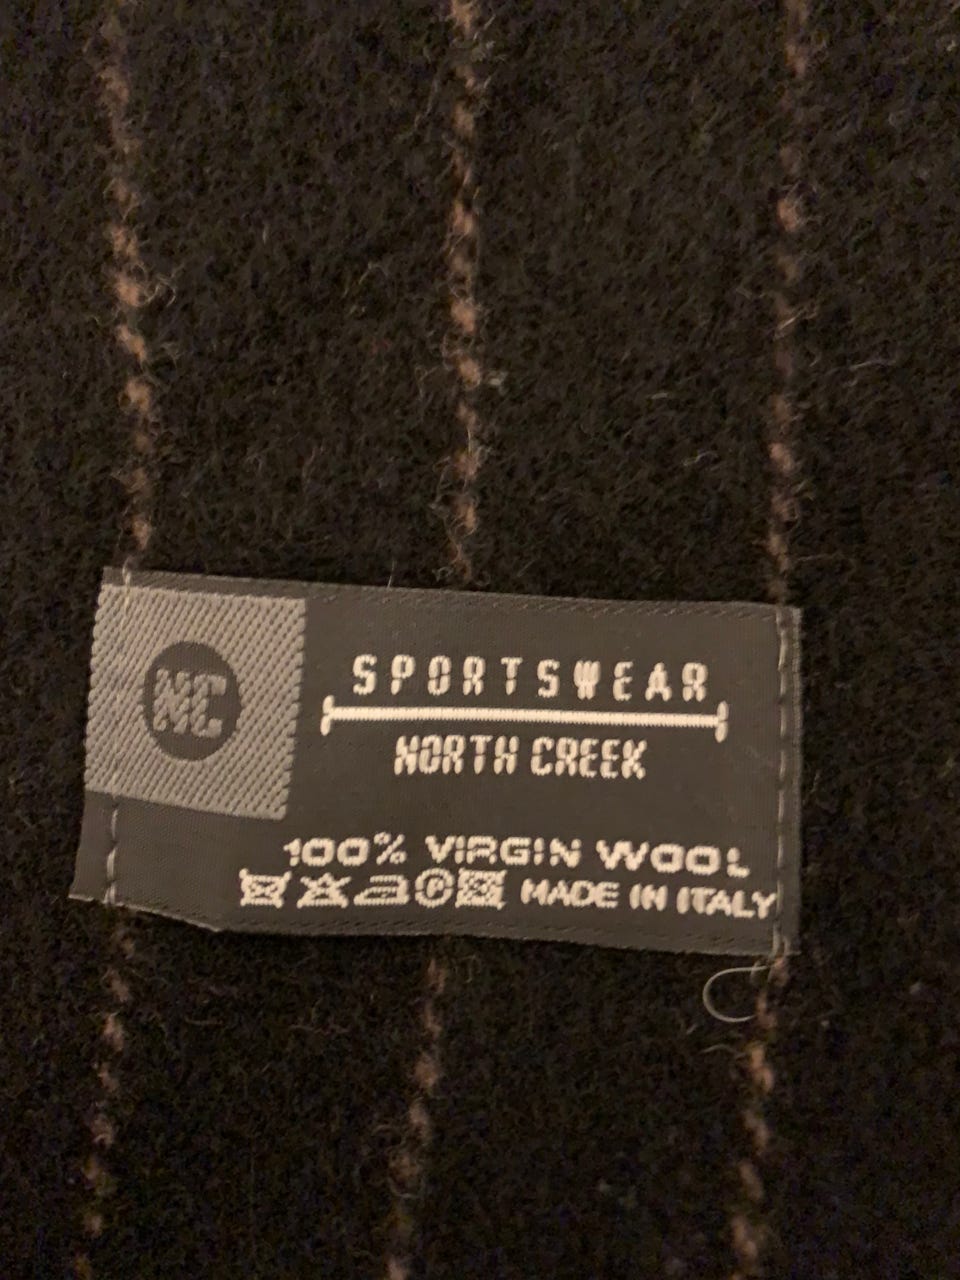 NC
SPORTSWEAR
NORTH CREEK
100% VIRGIN WOOL
P MADE IN ITALY